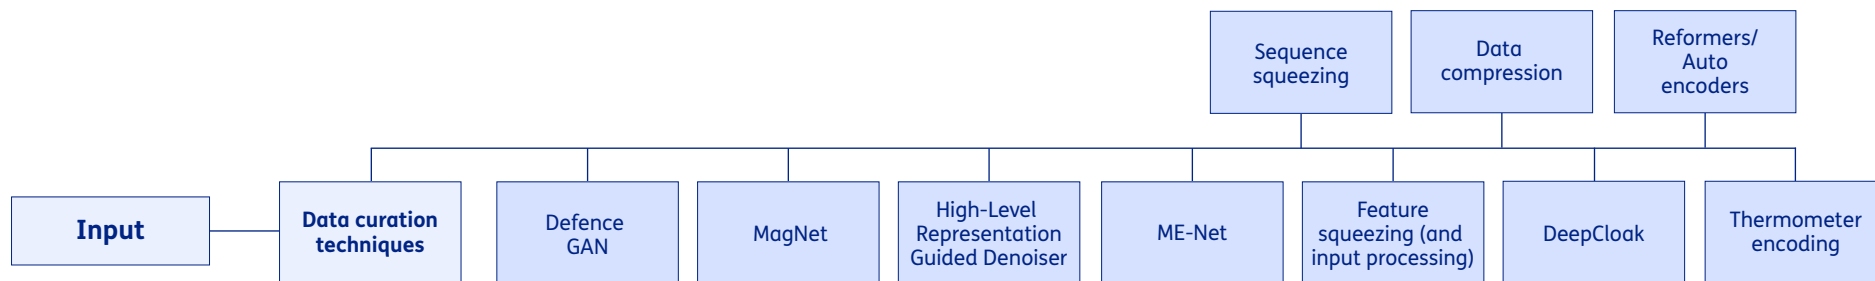 Sequence
squeezing
Data
compression
Reformers/
Auto
encoders
Input
Data curation
techniques
Defence
GAN
MagNet
High-Level
Representation
Guided Denoiser
ME-Net
Feature
squeezing (and
input processing)
DeepCloak
Thermometer
encoding